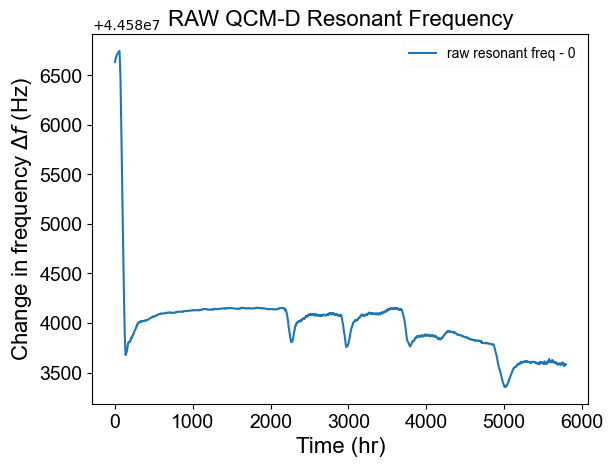 RAW QCM-D Resonant Frequency
+4.458e7
raw resonant freq - 0
Change in frequency Δf (Hz)
6500
6000
5500
5000
4500
4000
3500
0 1000 2000 3000 4000 5000 6000
Time (hr)